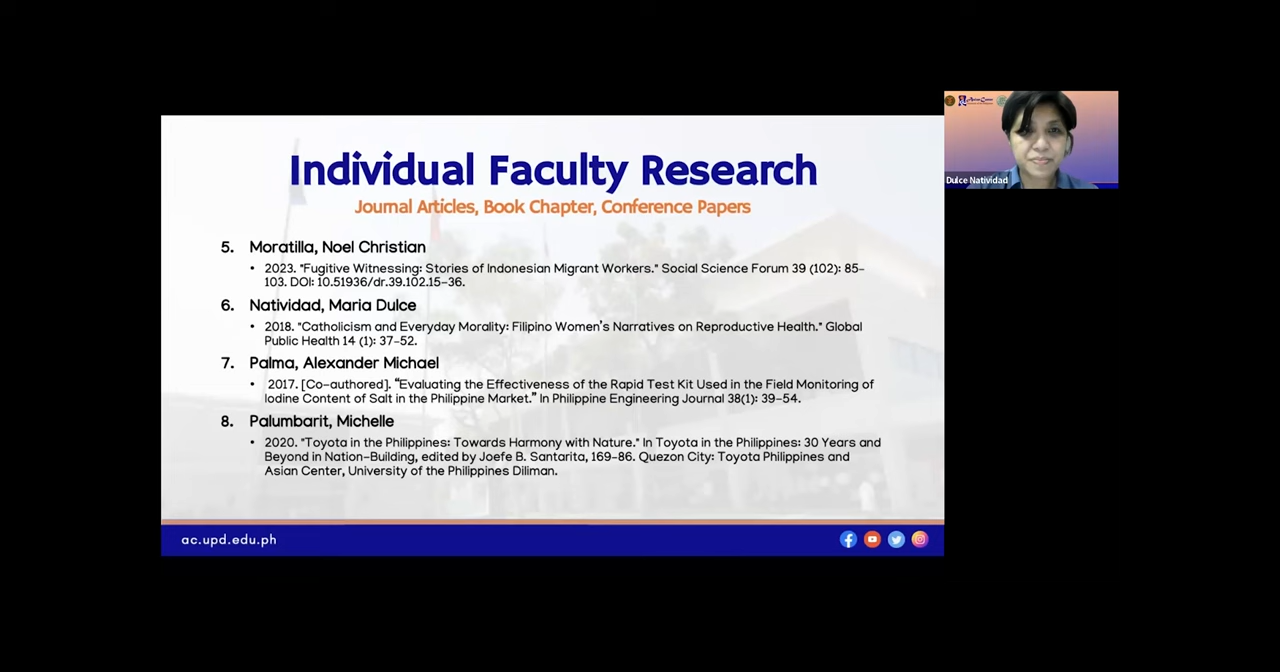 Individual Faculty Research
Journal Articles, Book Chapter, Conference Papers
5. Moratilla, Noel Christian
• 2023. "Fugitive Witnessing: Stories of Indonesian Migrant Workers." Social Science Forum 39 (102): 85-
103. DOI: 10.51936/dr.39.102.15-36.
6. Natividad, Maria Dulce
• 2018. "Catholicism and Everyday Morality: Filipino Women's Narratives on Reproductive Health." Global
Public Health 14 (1): 37-52.
7. Palma, Alexander Michael
• 2017. [Co-authored]. “Evaluating the Effectiveness of the Rapid Test Kit Used in the Field Monitoring of
Iodine Content of Salt in the Philippine Market.” In Philippine Engineering Journal 38(1): 39-54.
8. Palumbarit, Michelle
• 2020. "Toyota in the Philippines: Towards Harmony with Nature." In Toyota in the Philippines: 30 Years and
Beyond in Nation-Building, edited by Joefe B. Santarita, 169-86. Quezon City: Toyota Philippines and
Asian Center, University of the Philippines Diliman.
ac.upd.edu.ph
Dulce Natividad